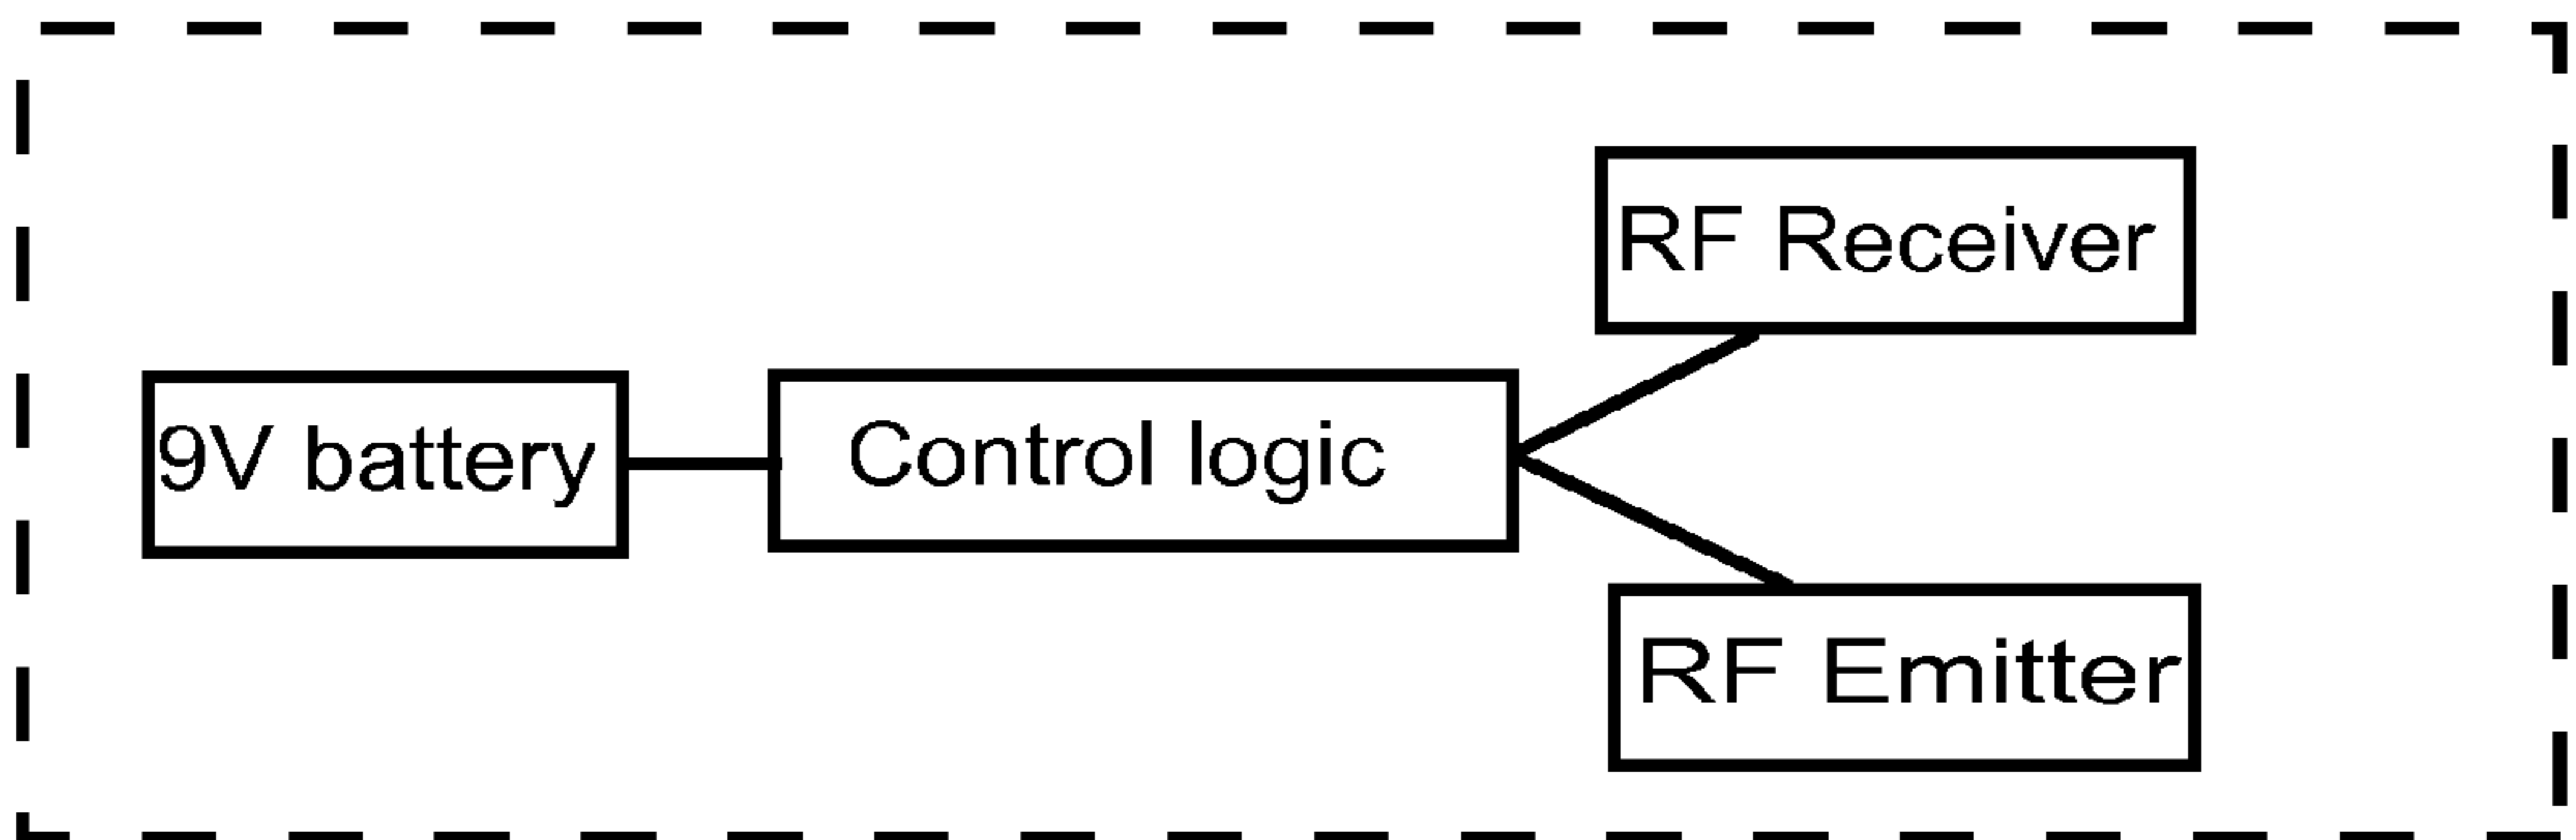 RF Receiver
9V battery
Control logic
RF Emitter